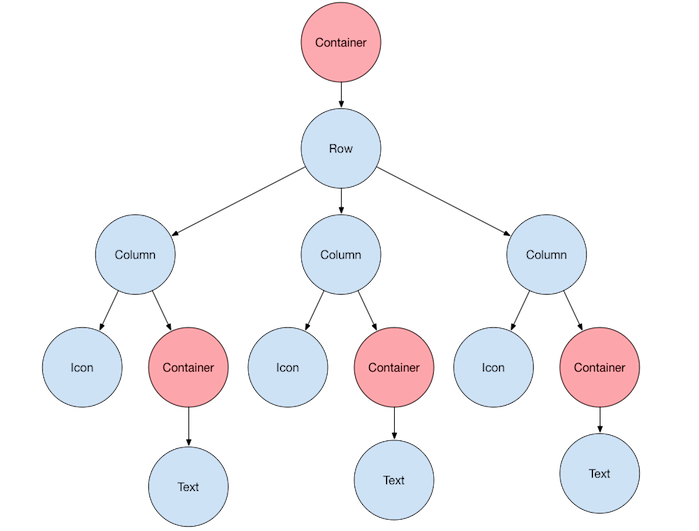 Container
Row
Column
Column
Column
Icon
Container
Icon
Container
Icon
Container
Text
Text
Text